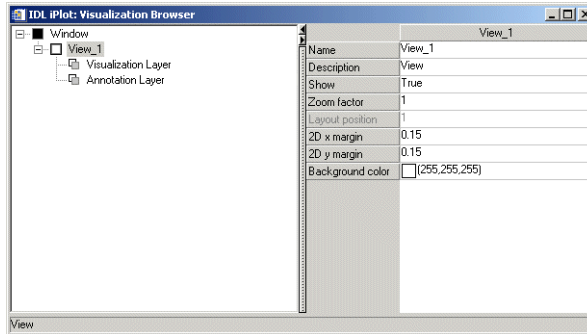 IDL iPlot: Visualization Browser
Window
View_1
Visualization Layer
Annotation Layer
View_1
Name View_1
Description View
Show True
Zoom factor 1
Layout position 1
2D x margin 0.15
2D y margin 0.15
Background color (255,255,255)
View